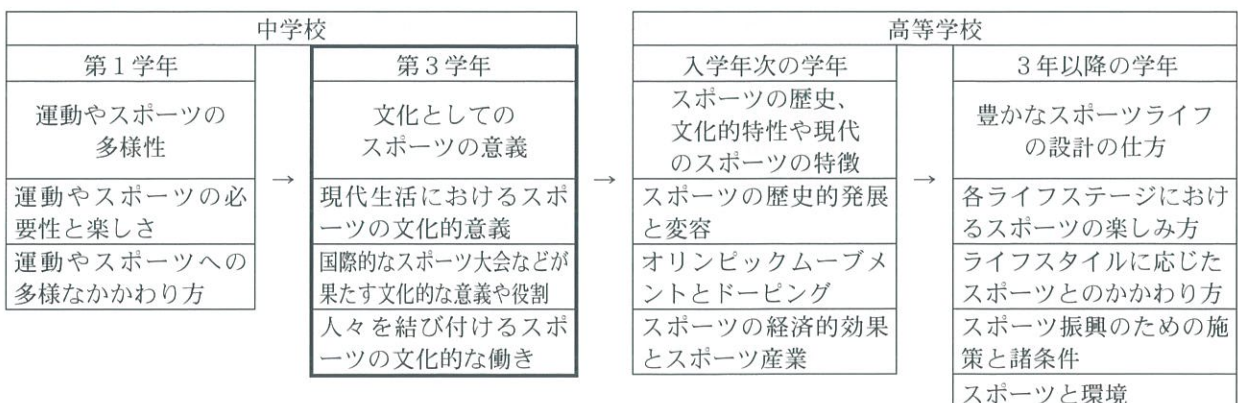 中学校
第1学年
運動やスポーツの
多様性
運動やスポーツの必
要性と楽しさ
運動やスポーツへの
多様なかかわり方
→
第3学年
文化としての
スポーツの意義
現代生活におけるスポ
ーツの文化的意義
国際的なスポーツ大会などが
果たす文化的な意義や役割
人々を結び付けるスポ
ーツの文化的な働き
→
高等学校
入学年次の学年
スポーツの歴史、
文化的特性や現代
のスポーツの特徴
スポーツの歴史的発展
と変容
オリンピックムーブメ
ントとドーピング
スポーツの経済的効果
とスポーツ産業
→
3年以降の学年
豊かなスポーツライフ
の設計の仕方
各ライフステージにおけ
るスポーツの楽しみ方
ライフスタイルに応じた
スポーツとのかかわり方
スポーツ振興のための施
策と諸条件
スポーツと環境